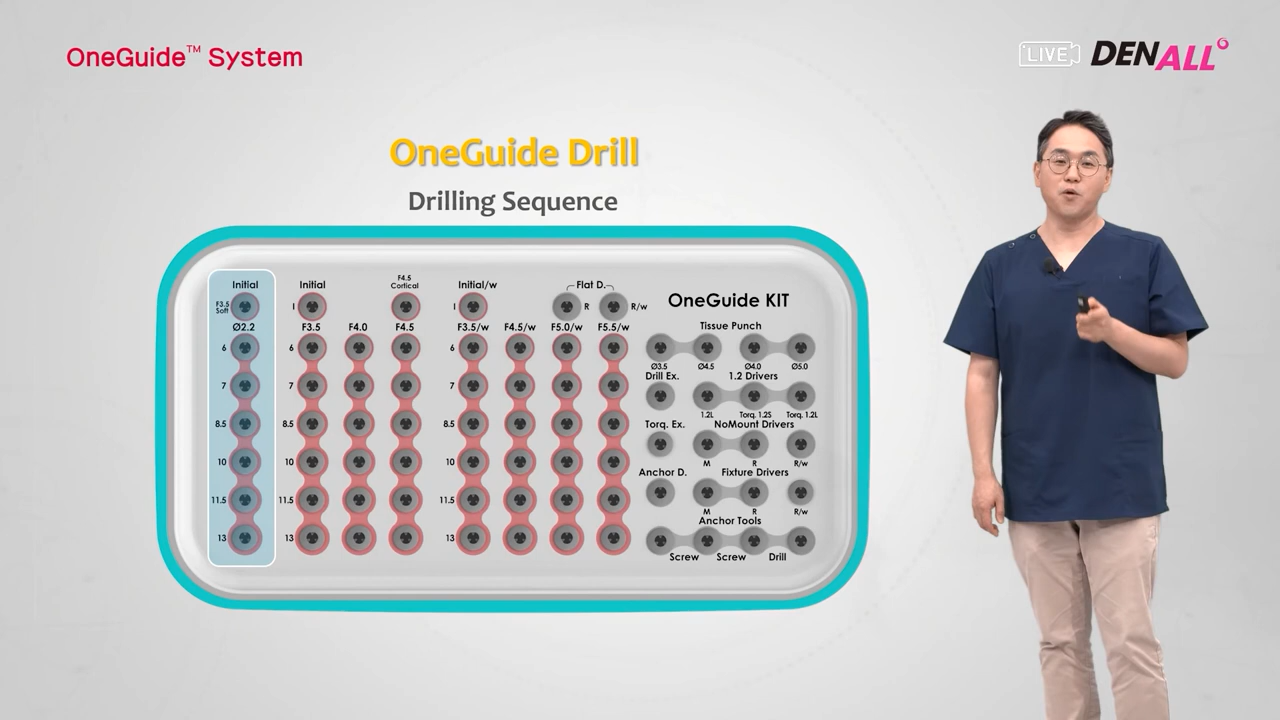 OneGuide™ System
LIVE
DENALL
OneGuide Drill
Drilling Sequence
Initial
F3.5
Soft
Ø2.2
6
7
8.5
10
11.5
13
Initial
I
F3.5 F4.0 F4.5
F4.5
Cortical
6
7
8.5
10
11.5
13
Initial/w
I
Flat D.
R
R/w
F3.5/w F4.5/w F5.0/w F5.5/w
6
7
8.5
10
11.5
13
OneGuide KIT
Tissue Punch
Ø3.5 Ø4.5 Ø4.0 Ø5.0
Drill Ex. 1.2 Drivers
1.2L Torq. 1.2S Torq. 1.2L
Torq. Ex. NoMount Drivers
M R R/w
Anchor D. Fixture Drivers
M R R/w
Anchor Tools
Screw Screw Drill